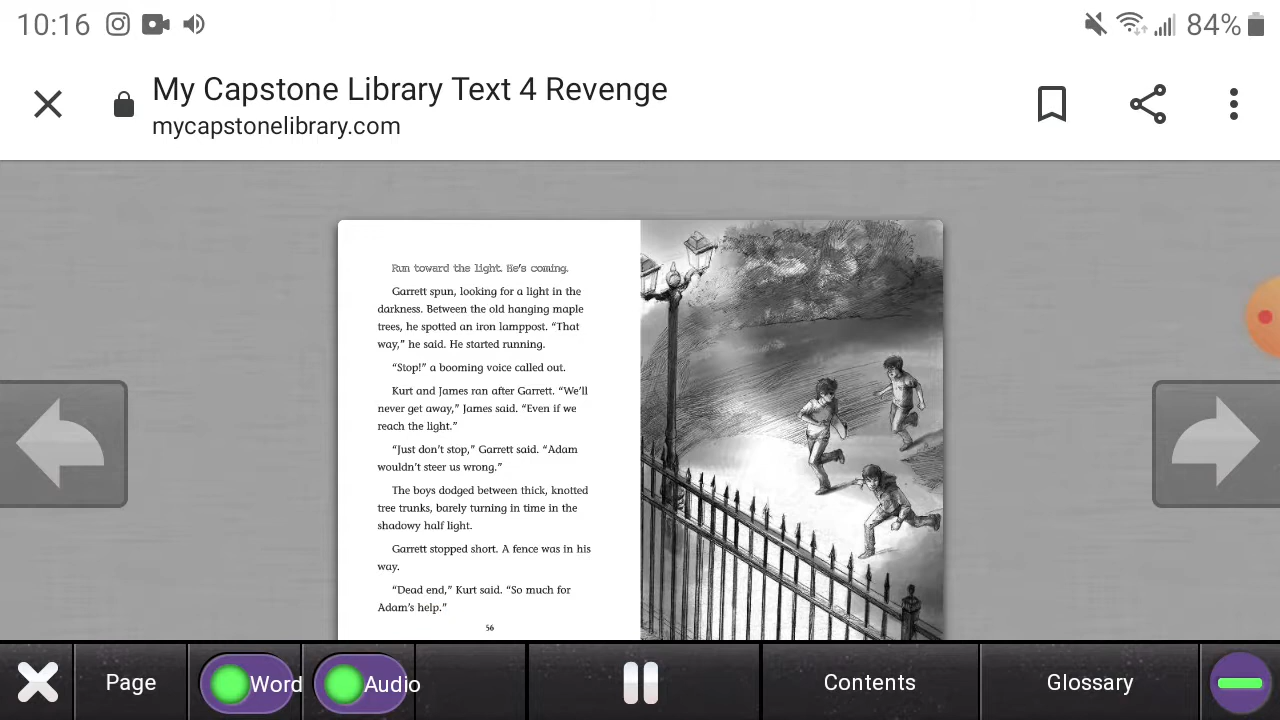 10:16 84%
My Capstone Library Text 4 Revenge
mycapstonelibrary.com
Run toward the light. He's coming.
Garrett spun, looking for a light in the
darkness. Between the old hanging maple
trees, he spotted an iron lamppost. “That
way,” he said. He started running.
“Stop!” a booming voice called out.
Kurt and James ran after Garrett. “We’ll
never get away,” James said. “Even if we
reach the light.”
“Just don’t stop,” Garrett said. “Adam
wouldn’t steer us wrong.”
The boys dodged between thick, knotted
tree trunks, barely turning in time in the
shadowy half light.
Garrett stopped short. A fence was in his
way.
“Dead end,” Kurt said. “So much for
Adam’s help.”
56
Page Word Audio Contents Glossary